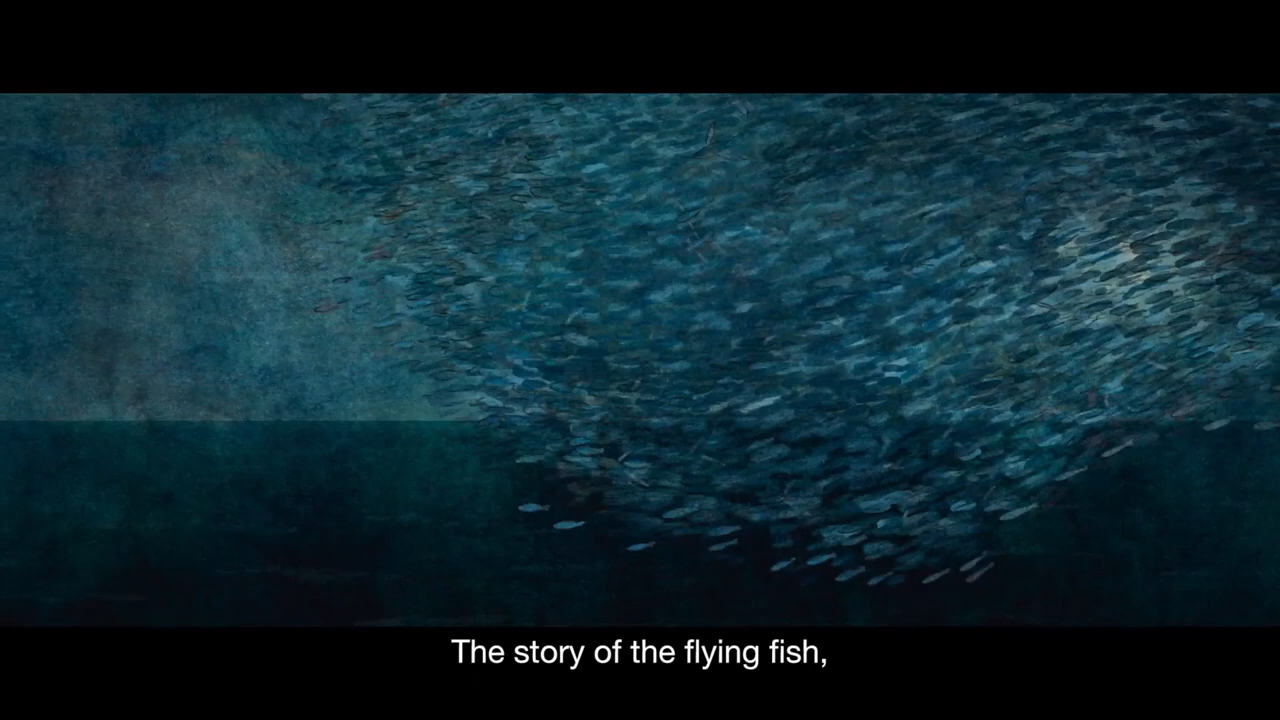 The story of the flying fish,